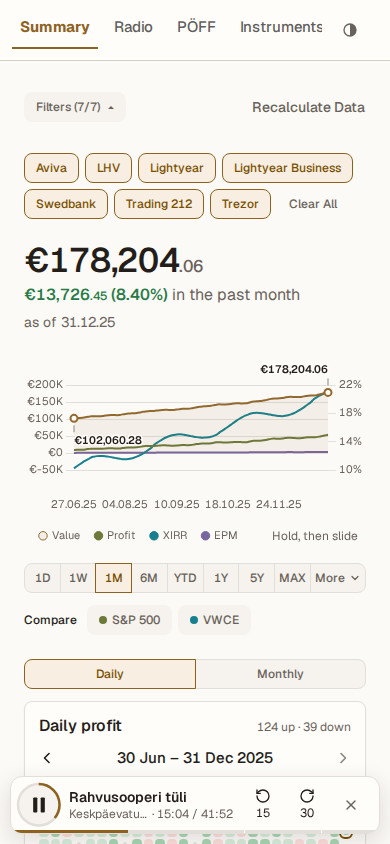 Summary Radio PÖFF Instruments
Filters (7/7) Recalculate Data
Aviva LHV Lightyear Lightyear Business
Swedbank Trading 212 Trezor Clear All
€178,204.06
€13,726.45 (8.40%) in the past month
as of 31.12.25
€178,204.06
€200K 22%
€150K 18%
€100K
€50K 14%
€102,060.28
€0
€-50K 10%
27.06.25 04.08.25 10.09.25 18.10.25 24.11.25
Value Profit XIRR EPM Hold, then slide
1D 1W 1M 6M YTD 1Y 5Y MAX More
Compare S&P 500 VWCE
Daily Monthly
Daily profit 124 up · 39 down
30 Jun – 31 Dec 2025
Rahvusooperi tüli
Keskpäevatu... · 15:04 / 41:52
15 30